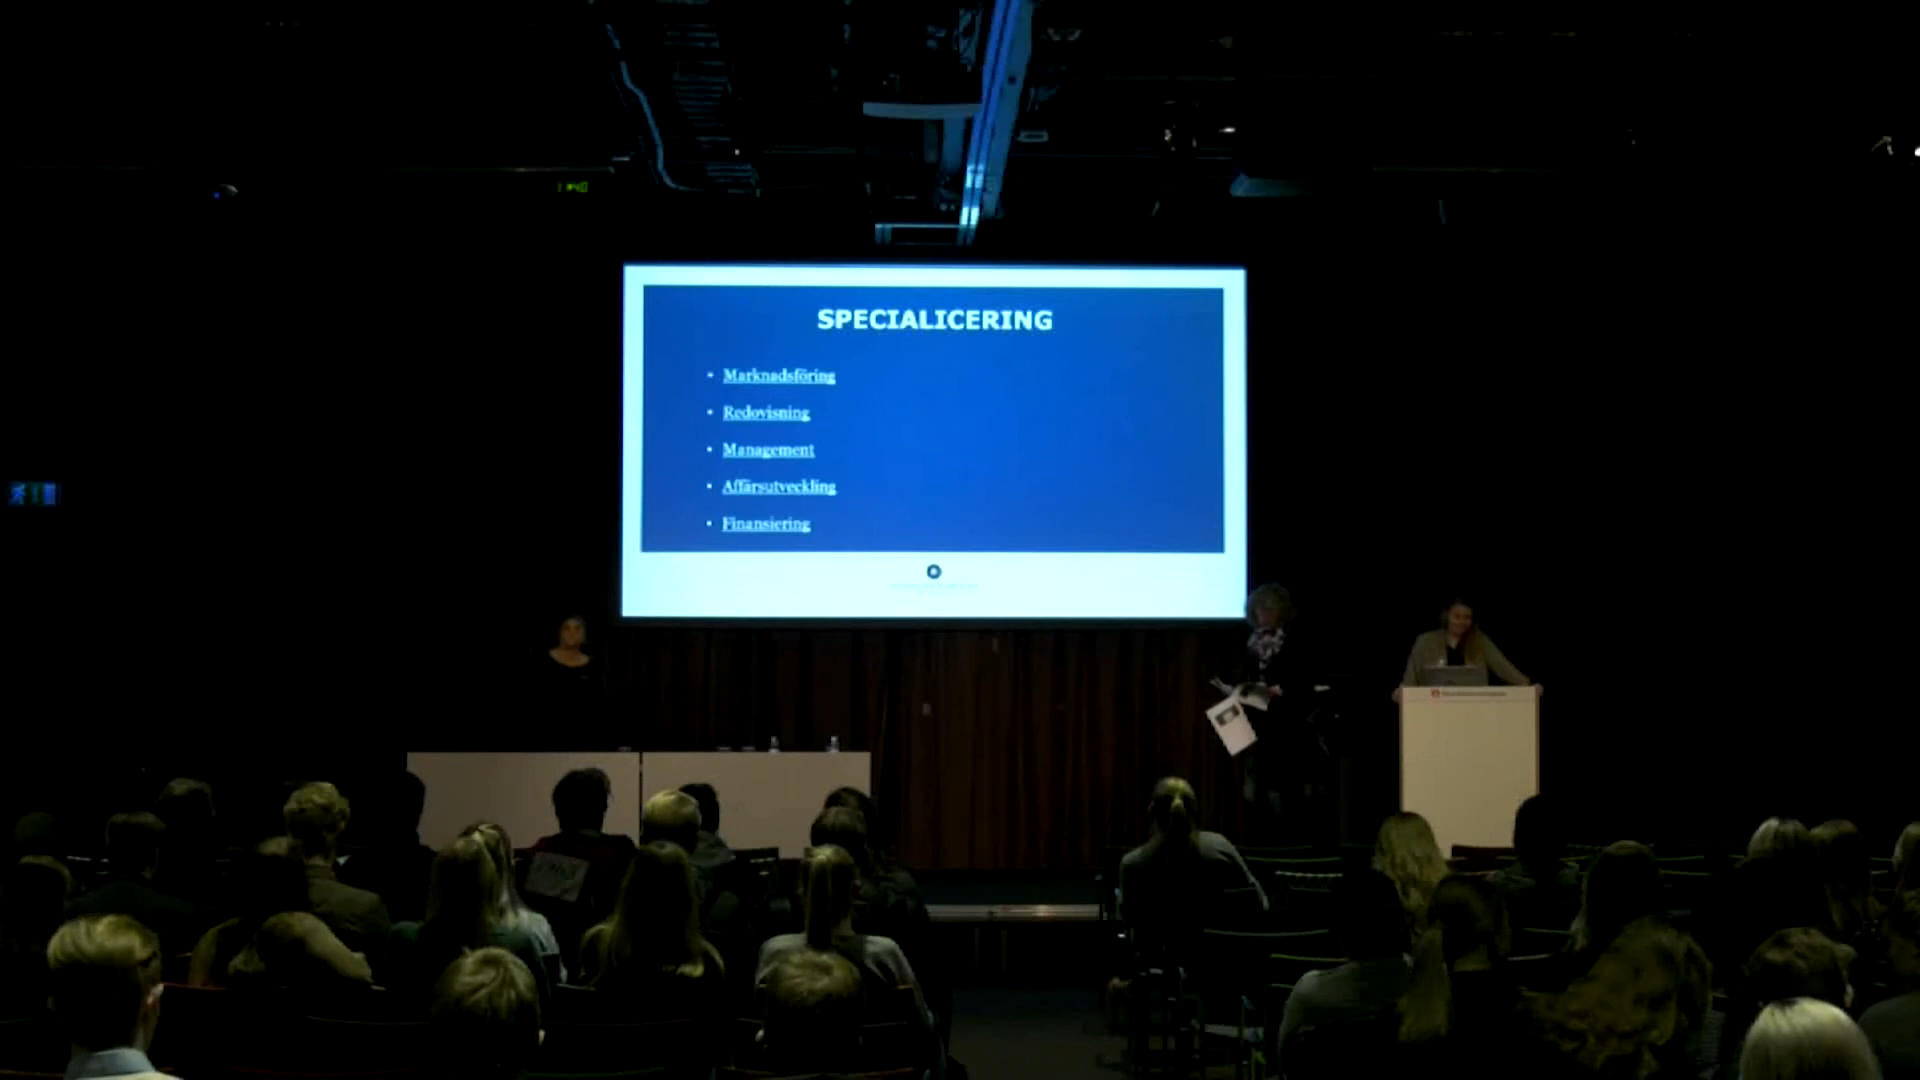 SPECIALICERING
• Marknadsföring
• Redovisning
• Management
• Affärsutveckling
• Finansiering